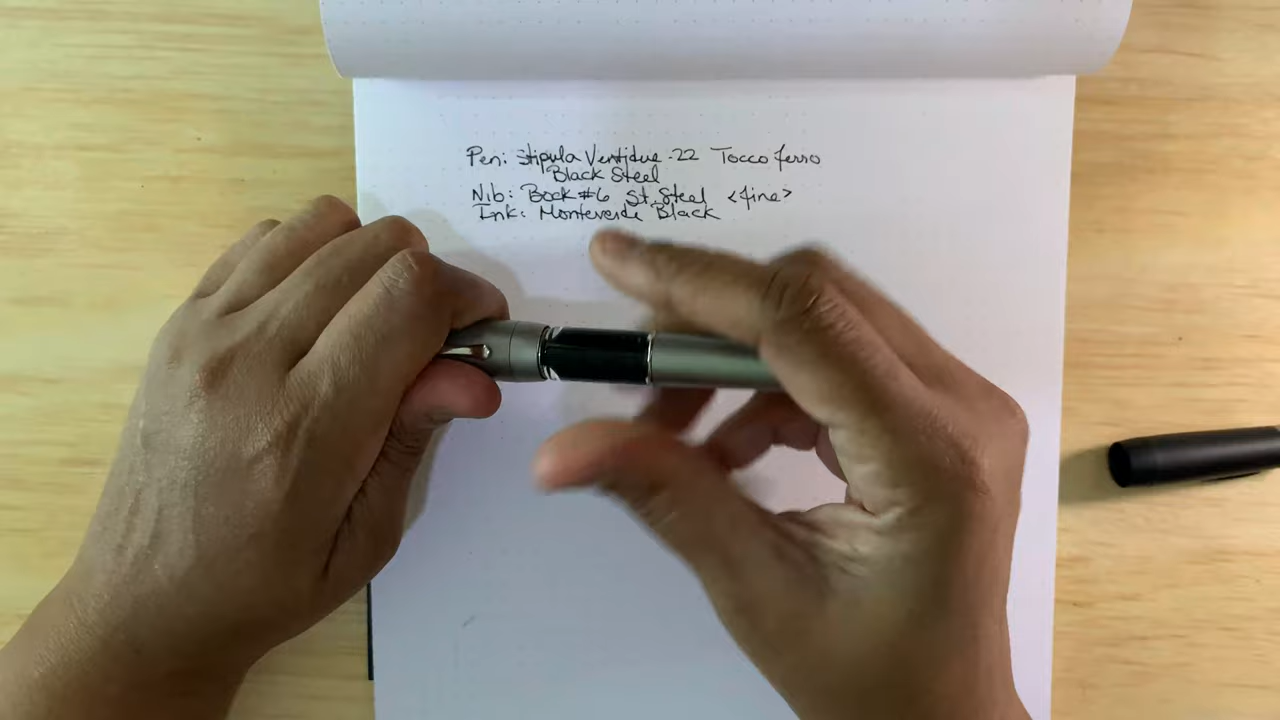 Pen: Stipula Ventidue -22 Tocco ferro
Black Steel
Nib: Bock #6 St. Steel <fine>
Ink: Monteverde Black